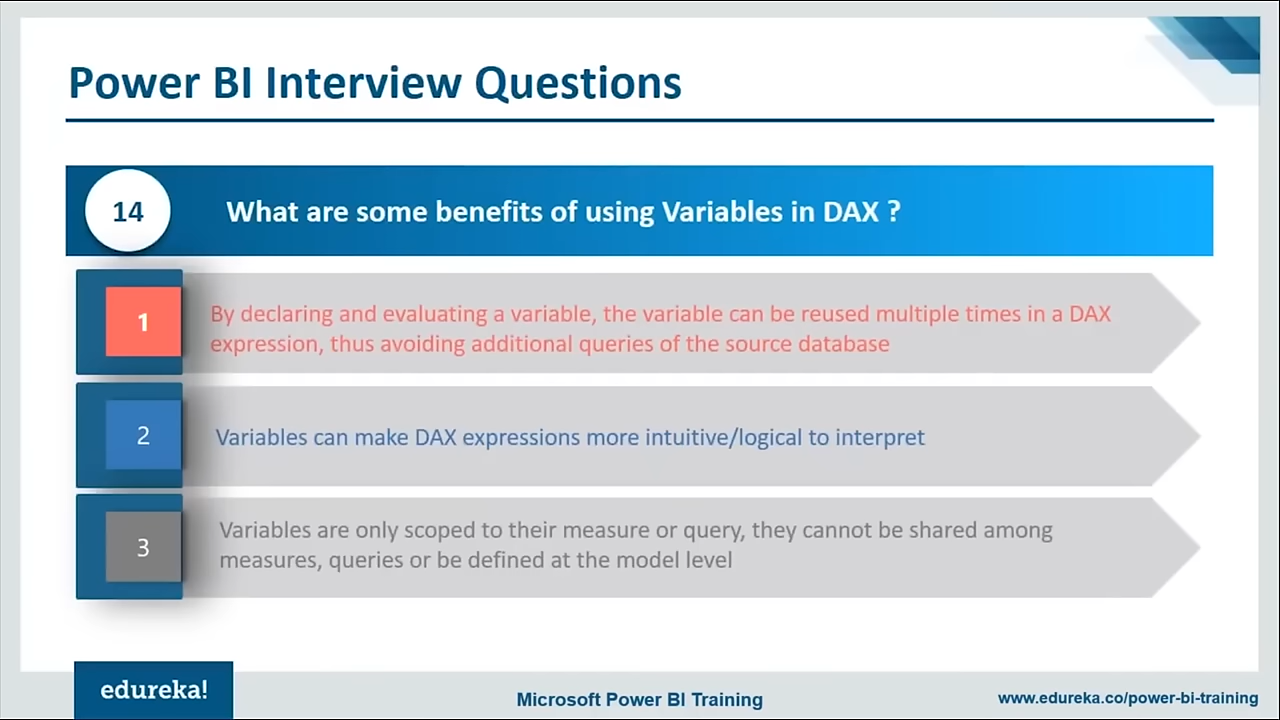 Power BI Interview Questions
14
What are some benefits of using Variables in DAX ?
1
By declaring and evaluating a variable, the variable can be reused multiple times in a DAX
expression, thus avoiding additional queries of the source database
2
Variables can make DAX expressions more intuitive/logical to interpret
3
Variables are only scoped to their measure or query, they cannot be shared among
measures, queries or be defined at the model level
edureka!
Microsoft Power BI Training
www.edureka.co/power-bi-training